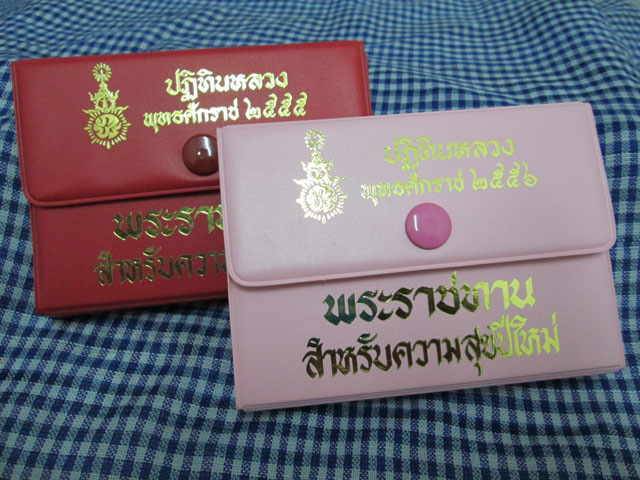 ปฏิทินหลวง
พุทธศักราช ๒๕๕๕
พระราช
สำหรับความ
ปฏิทินหลวง
พุทธศักราช ๒๕๕๖
พระราชทาน
สำหรับความสุขปีใหม่